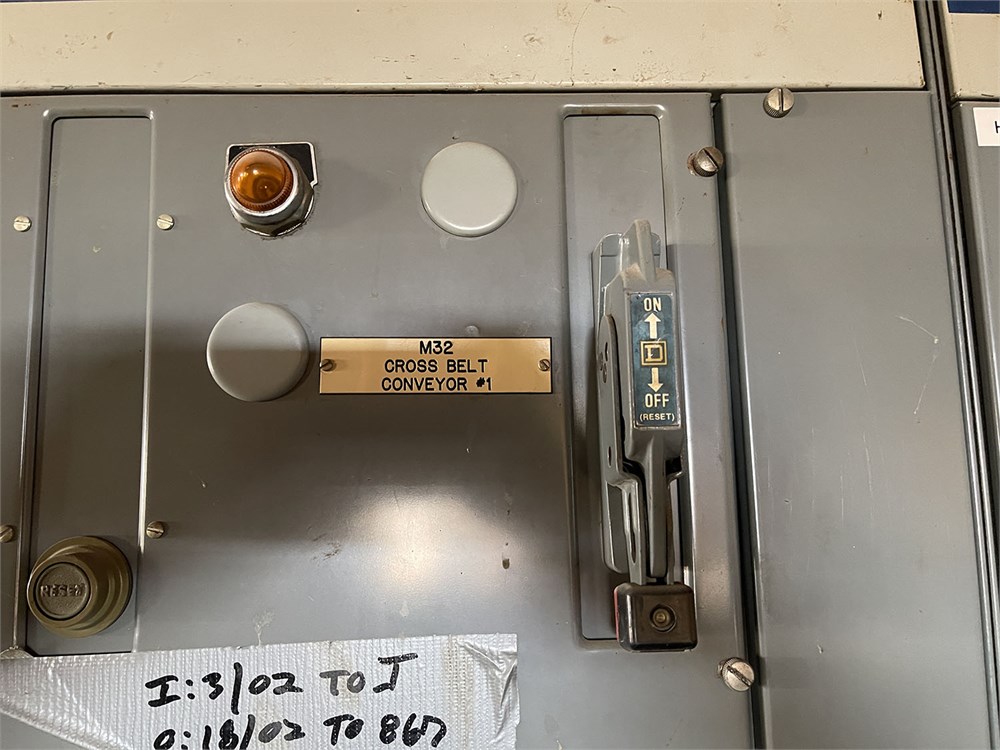 ON
M32
CROSS BELT
CONVEYOR #1
OFF
(RESET)
RESET
I:3/02 TO J
O:18/02 TO 867
H